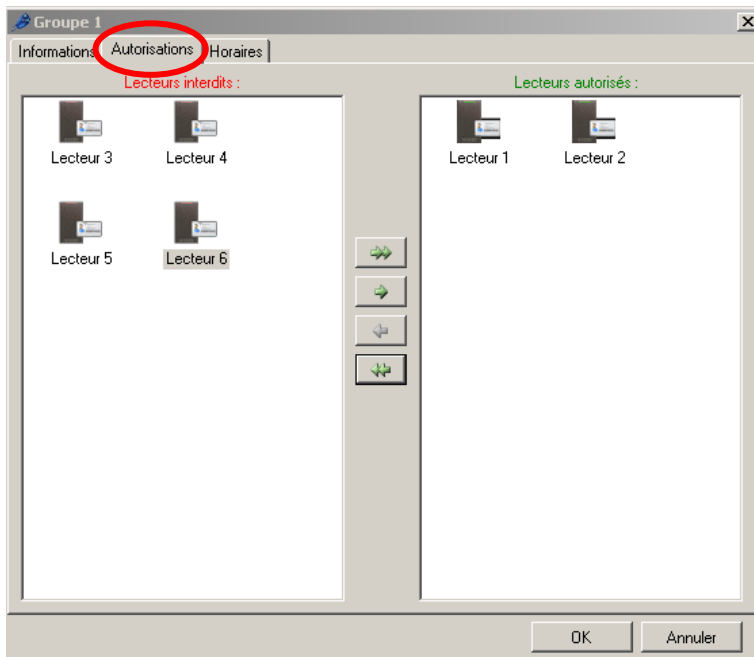 Groupe 1
Informations Autorisations Horaires
Lecteurs interdits : Lecteurs autorisés :
Lecteur 3 Lecteur 4 Lecteur 1 Lecteur 2
Lecteur 5 Lecteur 6
OK Annuler